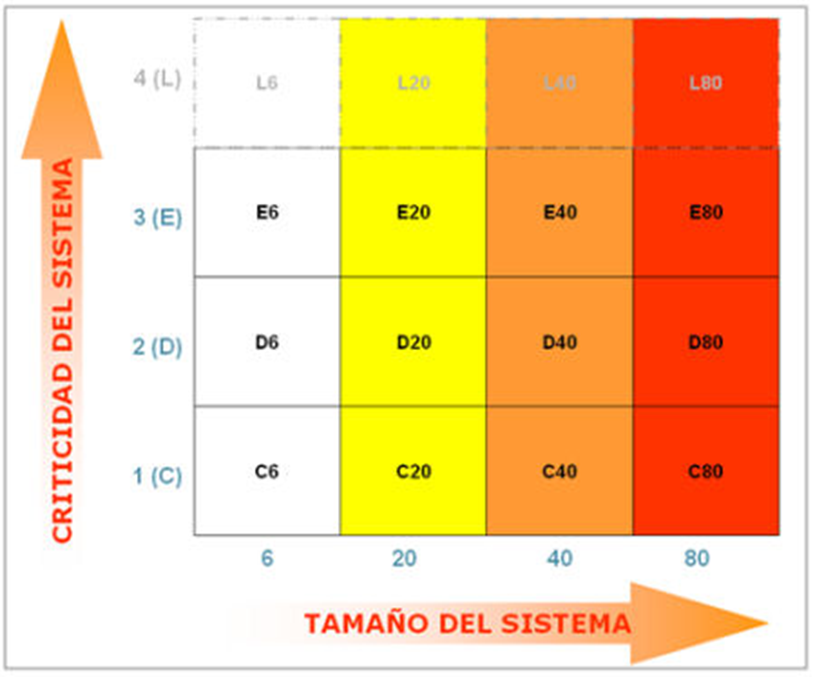 CRITICIDAD DEL SISTEMA
4 (L) L6 L20 L40 L80
3 (E) E6 E20 E40 E80
2 (D) D6 D20 D40 D80
1 (C) C6 C20 C40 C80
6 20 40 80
TAMAÑO DEL SISTEMA